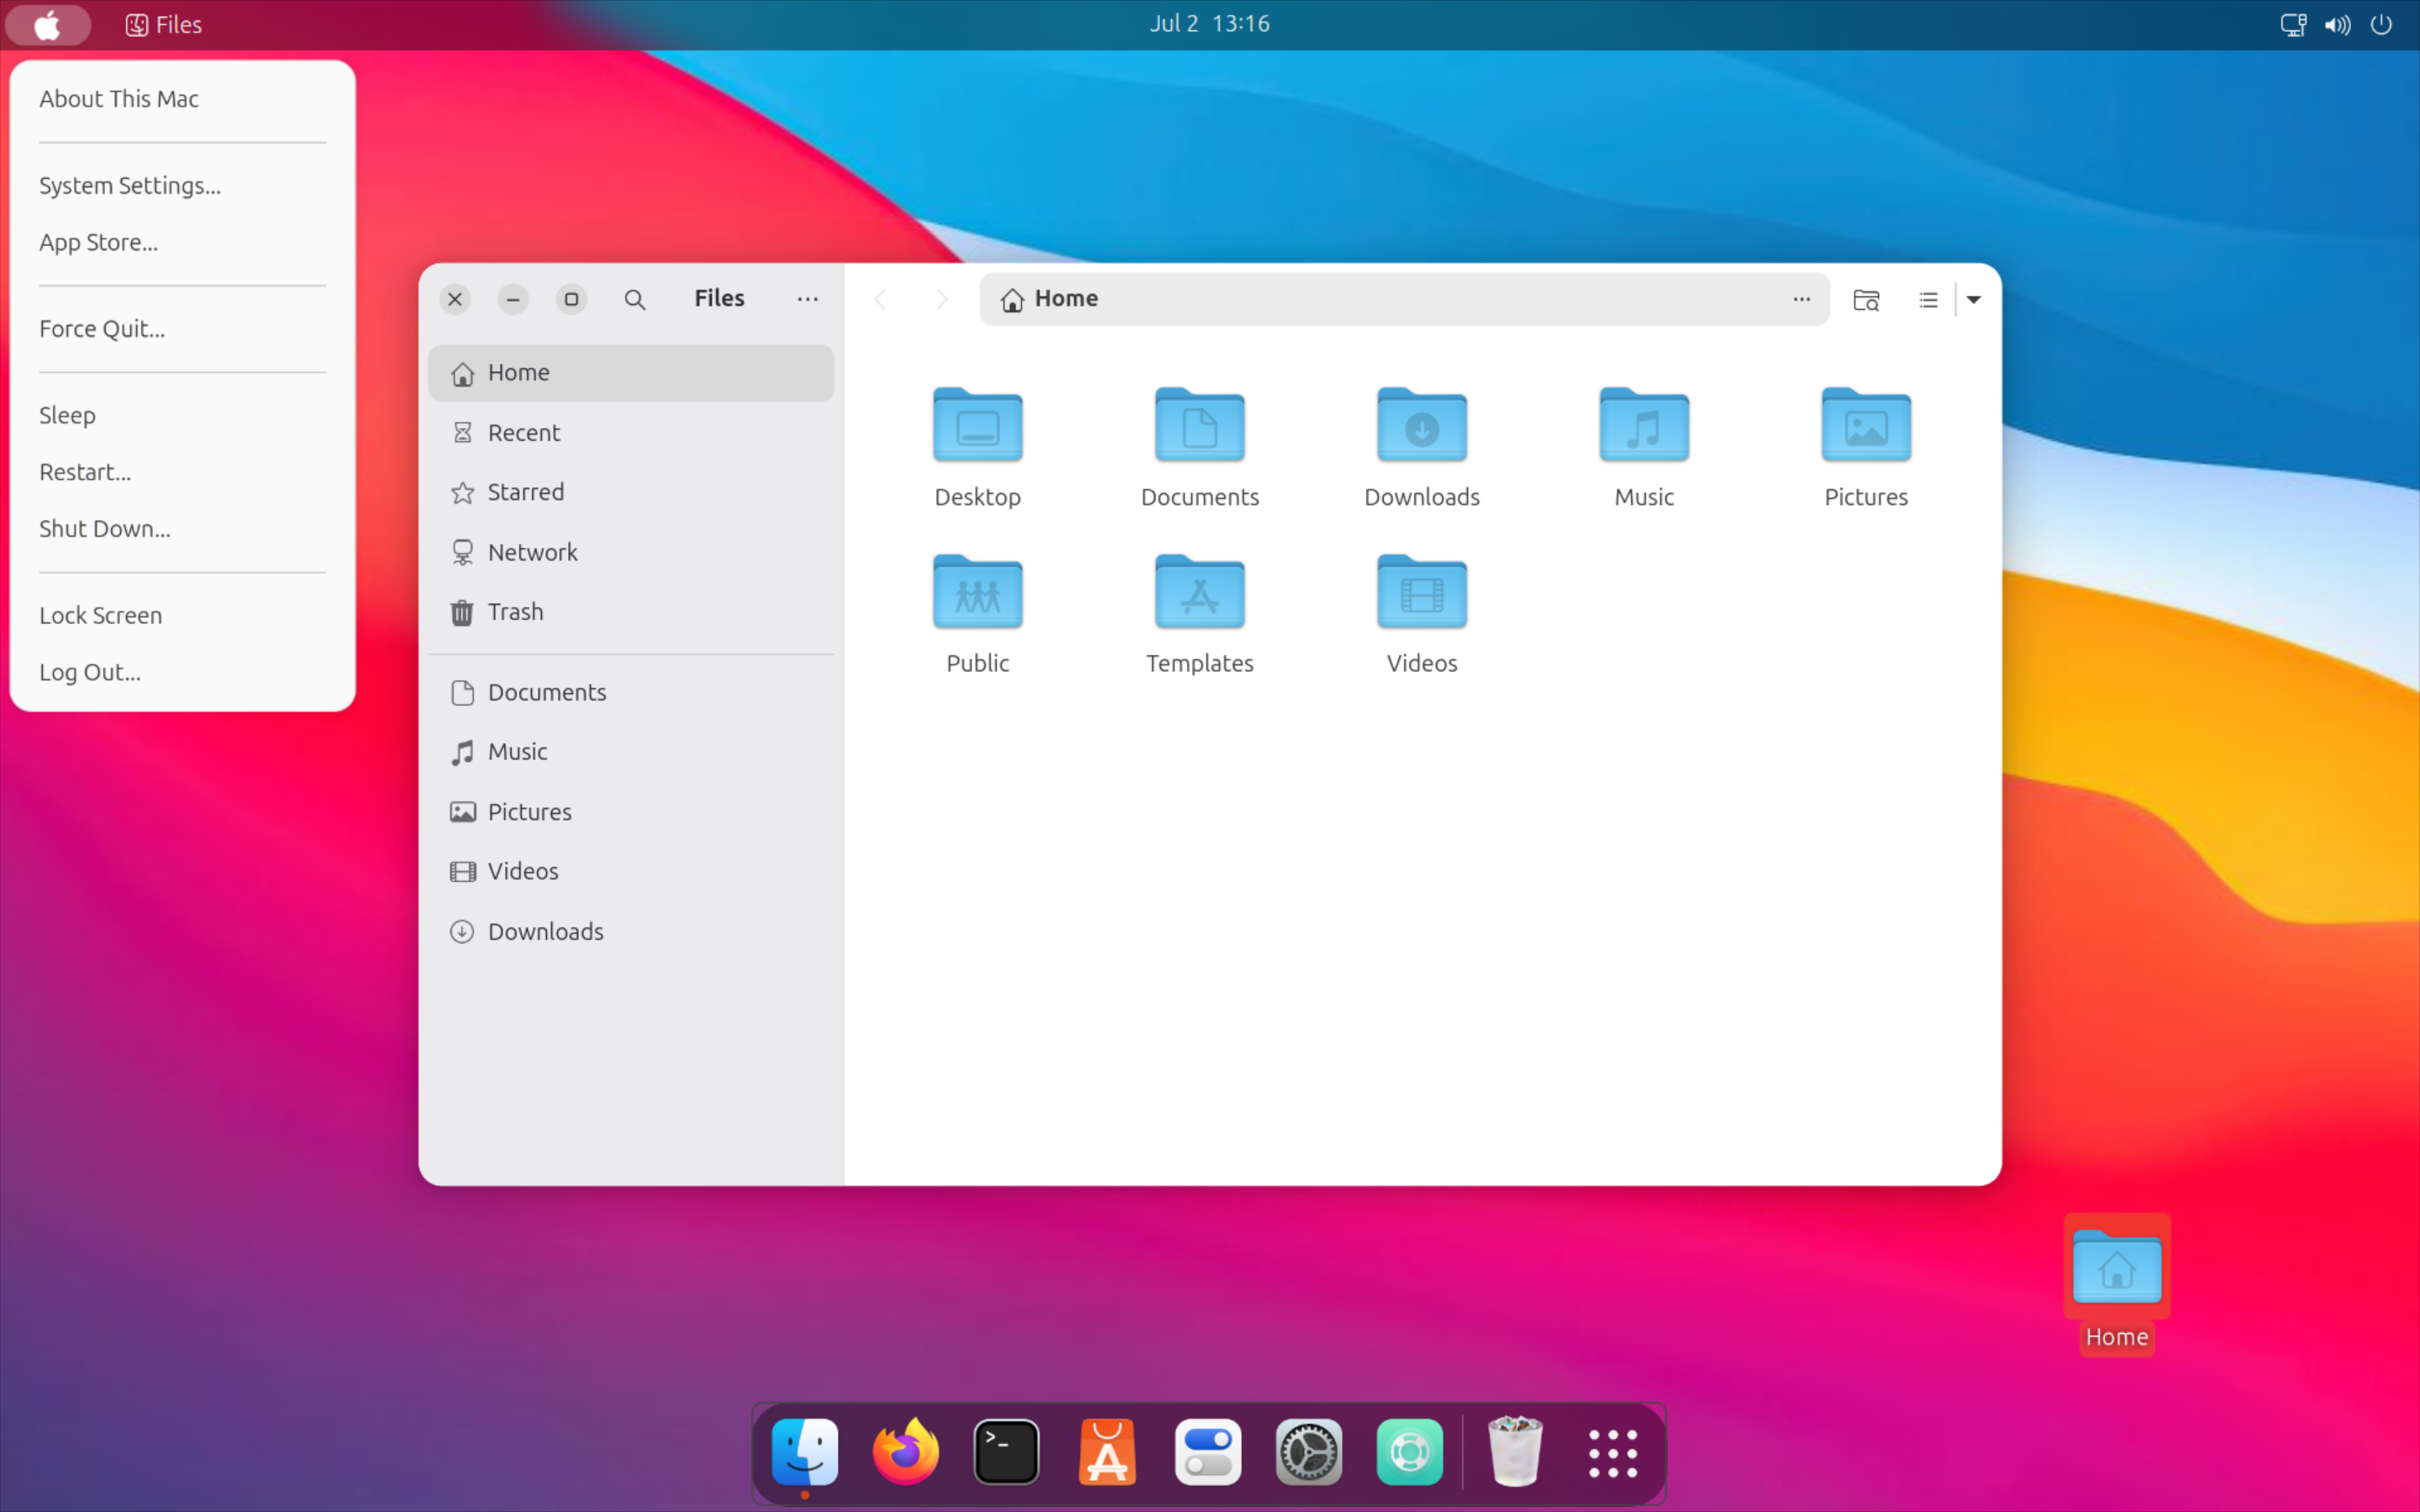 Files
Jul 2 13:16
About This Mac
System Settings...
App Store...
Force Quit...
Sleep
Restart...
Shut Down...
Lock Screen
Log Out...
Files
Home
Recent
Starred
Network
Trash
Documents
Music
Pictures
Videos
Downloads
Home
Desktop
Documents
Downloads
Music
Pictures
Public
Templates
Videos
Home
>_